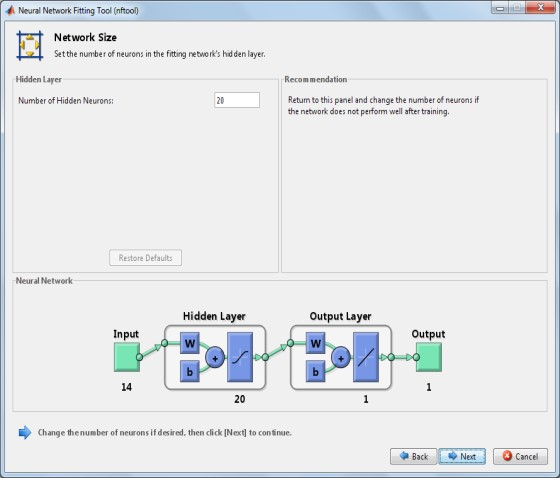 Neural Network Fitting Tool (nftool)
Network Size
Set the number of neurons in the fitting network's hidden layer.
Hidden Layer
Number of Hidden Neurons: 20
Restore Defaults
Recommendation
Return to this panel and change the number of neurons if
the network does not perform well after training.
Neural Network
Hidden Layer Output Layer
Input Output
W W
+ +
b b
14 20 1 1
Change the number of neurons if desired, then click [Next] to continue.
Back Next Cancel